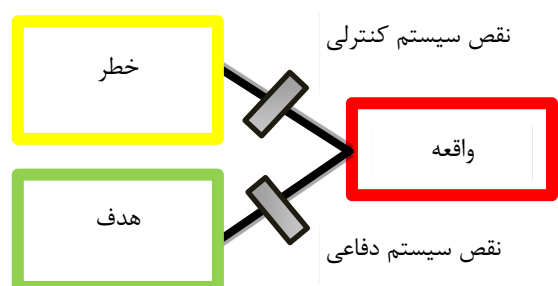 نقص سیستم کنترلی
خطر
واقعه
هدف
نقص سیستم دفاعی